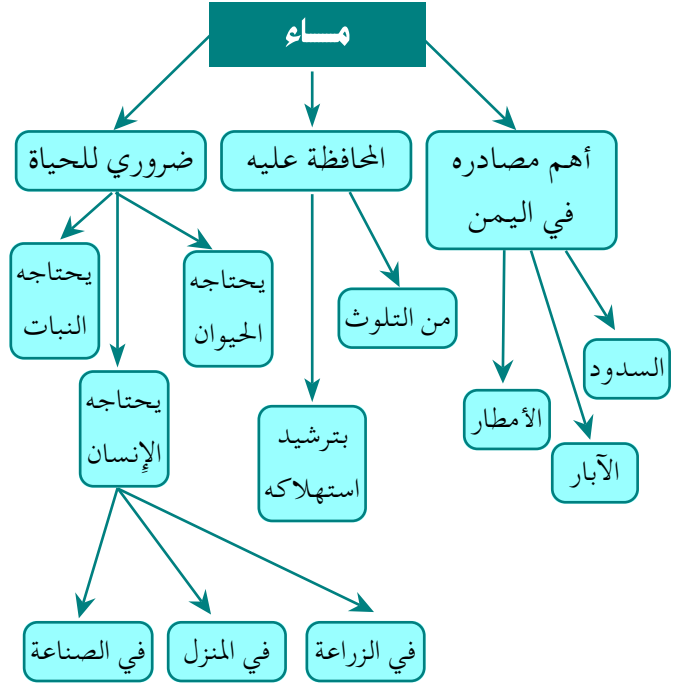 مـــاء
أهم مصادره
في اليمن
المحافظة عليه
ضروري للحياة
السدود
الآبار
الأمطار
من التلوث
بترشيد
استهلاكه
يحتاجه
الحيوان
يحتاجه
النبات
يحتاجه
الإنسان
في الزراعة
في المنزل
في الصناعة